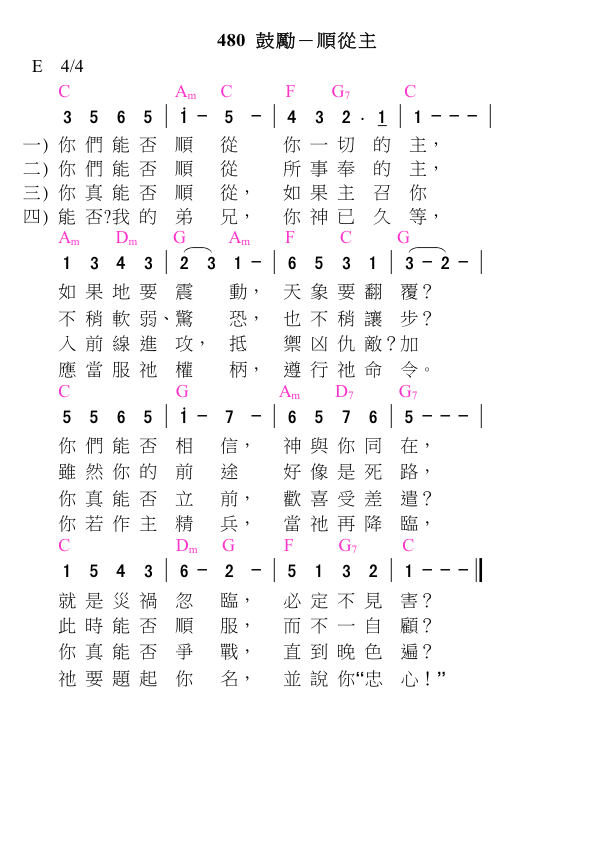 480 鼓勵－順從主
E 4/4
C Am C F G7 C
3 5 6 5 | i - 5 - | 4 3 2 · 1 | 1 - - - |
一) 你 們 能 否 順 從 你 一 切 的 主，
二) 你 們 能 否 順 從 所 事 奉 的 主，
三) 你 真 能 否 順 從， 如 果 主 召 你
四) 能 否?我 的 弟 兄， 你 神 已 久 等，
Am Dm G Am F C G
1 3 4 3 | 2 3 1 - | 6 5 3 1 | 3 - 2 - |
如 果 地 要 震 動， 天 象 要 翻 覆？
不 稍 軟 弱、驚 恐， 也 不 稍 讓 步？
入 前 線 進 攻， 抵 禦 凶 仇 敵？加
應 當 服 祂 權 柄， 遵 行 祂 命 令。
C G Am D7 G7
5 5 6 5 | i - 7 - | 6 5 7 6 | 5 - - - |
你 們 能 否 相 信， 神 與 你 同 在，
雖 然 你 的 前 途 好 像 是 死 路，
你 真 能 否 立 前， 歡 喜 受 差 遣？
你 若 作 主 精 兵， 當 祂 再 降 臨，
C Dm G F G7 C
1 5 4 3 | 6 - 2 - | 5 1 3 2 | 1 - - - ‖
就 是 災 禍 忽 臨， 必 定 不 見 害？
此 時 能 否 順 服， 而 不 一 自 顧？
你 真 能 否 爭 戰， 直 到 晚 色 遍？
祂 要 題 起 你 名， 並 說 你“忠 心！”